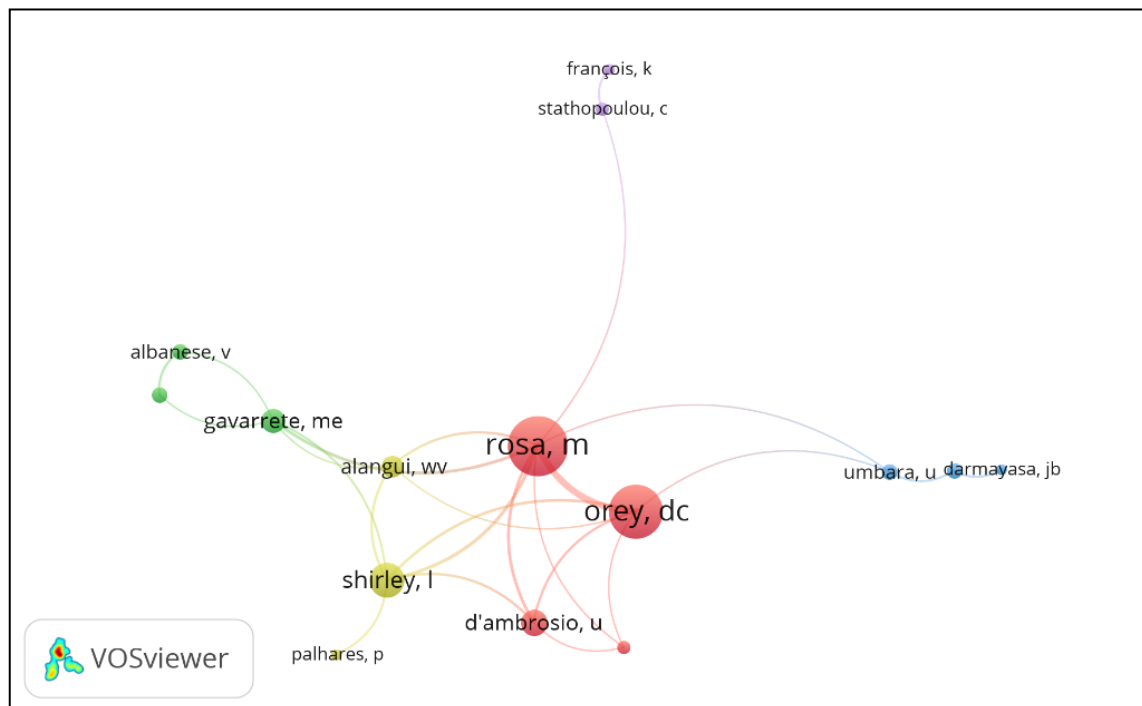 françois, k
stathopoulou, c
albanese, v
gavarrete, me
rosa, m
alangui, wv
umbara, u
darmayasa, jb
orey, dc
shirley, l
d'ambrosio, u
palhares, p
VOSviewer